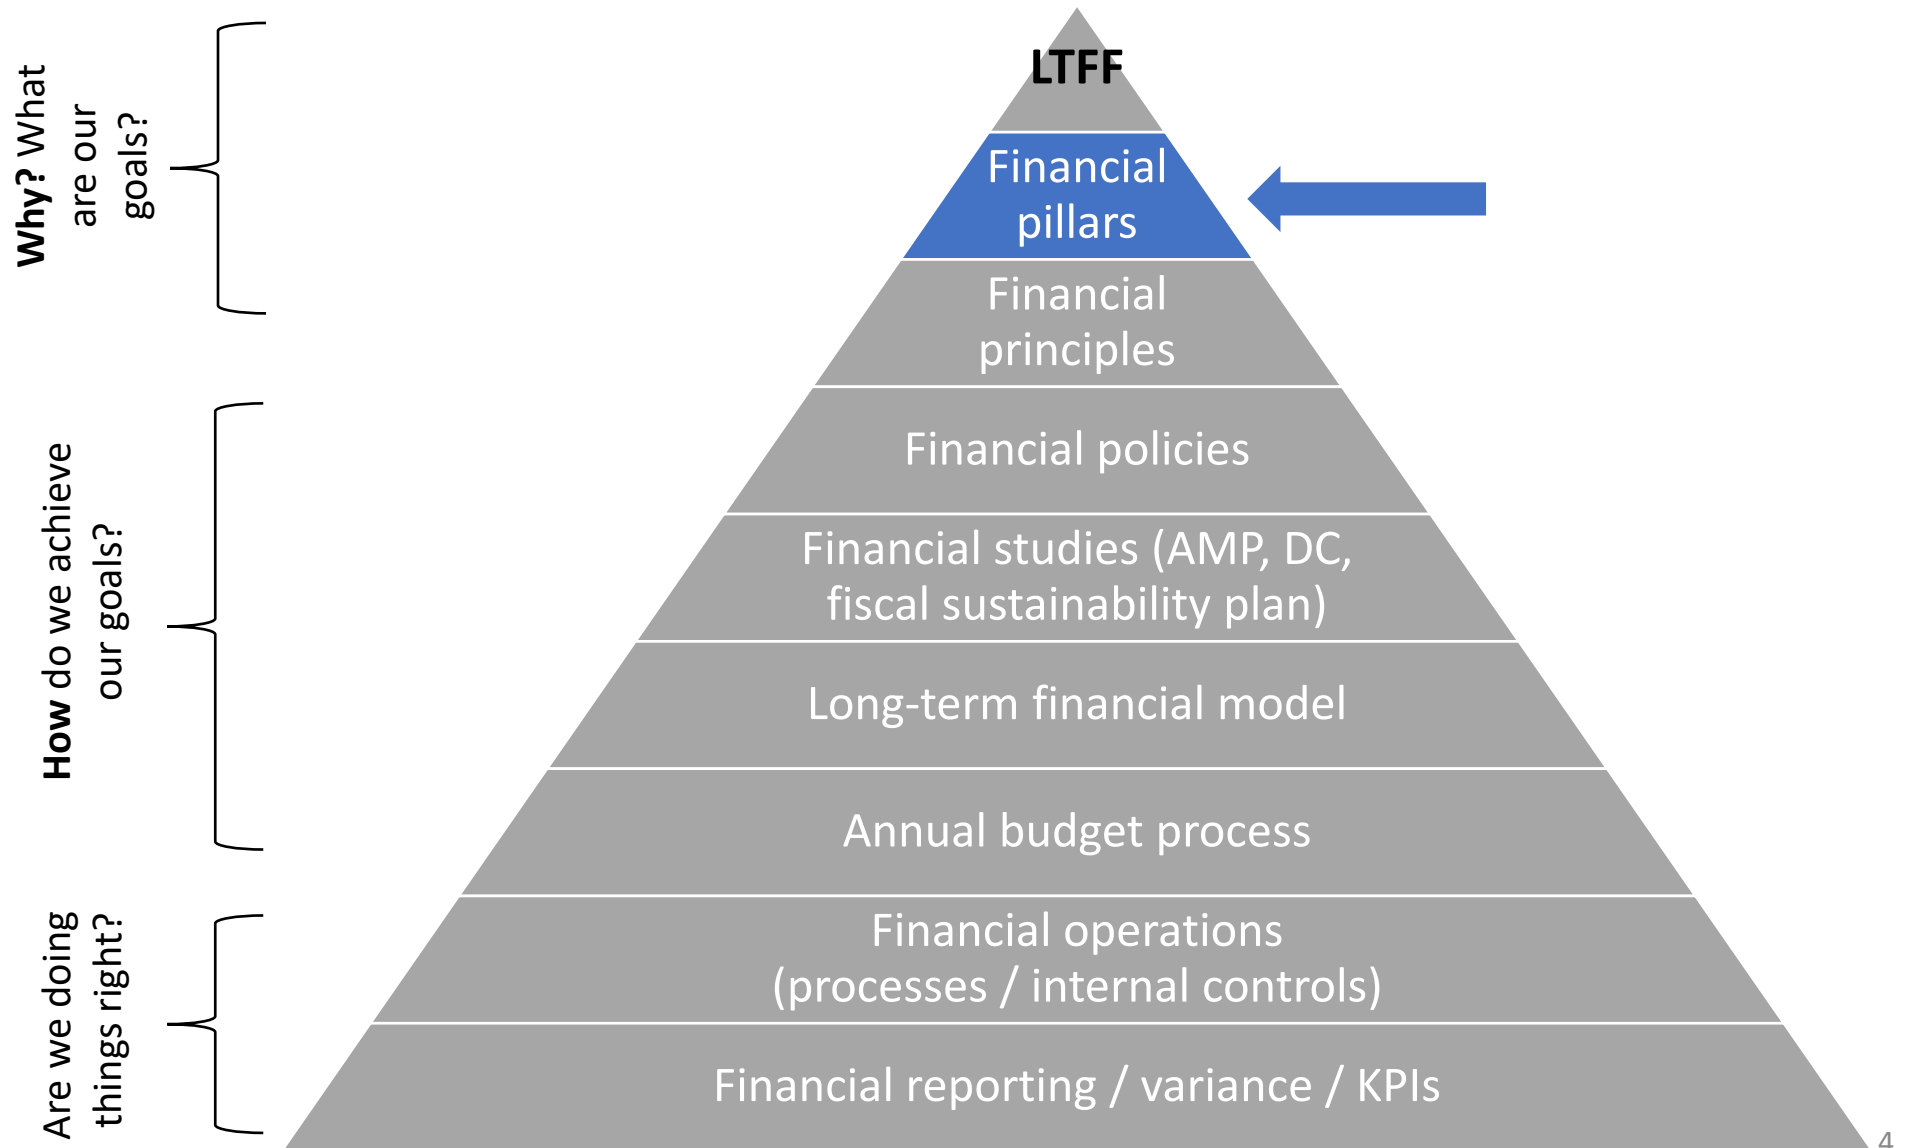 Why? What
are our
goals?
LTFF
Financial
pillars
Financial
principles
How do we achieve
our goals?
Financial policies
Financial studies (AMP, DC,
fiscal sustainability plan)
Long-term financial model
Annual budget process
Are we doing
things right?
Financial operations
(processes / internal controls)
Financial reporting / variance / KPIs
4